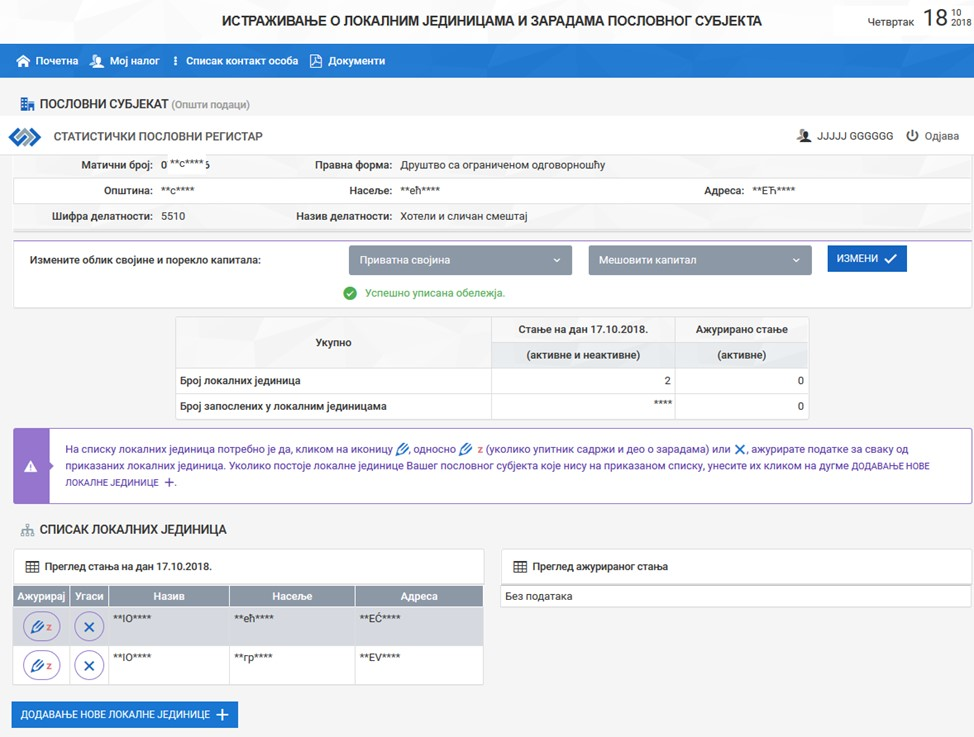 ИСТРАЖИВАЊЕ О ЛОКАЛНИМ ЈЕДИНИЦАМА И ЗАРАДАМА ПОСЛОВНОГ СУБЈЕКТА
Четвртак 18 10 2018
Почетна Мој налог Списак контакт особа Документи
ПОСЛОВНИ СУБЈЕКАТ (Општи подаци)
СТАТИСТИЧКИ ПОСЛОВНИ РЕГИСТАР JJJJJ GGGGGG Одјава
Матични број: 0 **с**** 6 Правна форма: Друштво са ограниченом одговорношћу
Општина: **с**** Насеље: **ећ**** Адреса: **ЕЋ****
Шифра делатности: 5510 Назив делатности: Хотели и сличан смештај
Измените облик својине и порекло капитала: Приватна својина Мешовити капитал ИЗМЕНИ
Успешно уписана обележја.
Укупно Стање на дан 17.10.2018. Ажурирано стање
(активне и неактивне) (активне)
Број локалних јединица 2 0
Број запослених у локалним јединицама **** 0
На списку локалних јединица потребно је да, кликом на иконицу , односно z (уколико упитник садржи и део о зарадама) или ✕, ажурирате податке за сваку од
приказаних локалних јединица. Уколико постоје локалне јединице Вашег пословног субјекта које нису на приказаном списку, унесите их кликом на дугме ДОДАВАЊЕ НОВЕ
ЛОКАЛНЕ ЈЕДИНИЦЕ +.
СПИСАК ЛОКАЛНИХ ЈЕДИНИЦА
Преглед стања на дан 17.10.2018. Преглед ажурираног стања
Ажурирај Угаси Назив Насеље Адреса Без података
z ✕ **IO**** **ећ**** **EĆ****
z ✕ **IO**** **гр**** **EV****
ДОДАВАЊЕ НОВЕ ЛОКАЛНЕ ЈЕДИНИЦЕ +